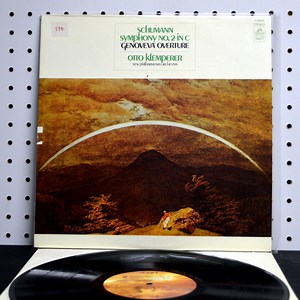 SCHUMANN
SYMPHONY NO.2 IN C
GENOVEVA OVERTURE
OTTO KLEMPERER
NEW PHILHARMONIA ORCHESTRA